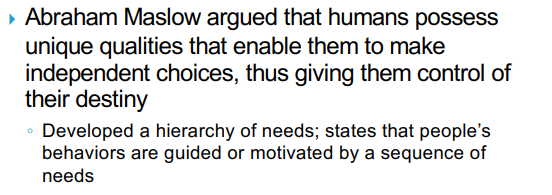 Abraham Maslow argued that humans possess
unique qualities that enable them to make
independent choices, thus giving them control of
their destiny
Developed a hierarchy of needs; states that people's
behaviors are guided or motivated by a sequence of
needs